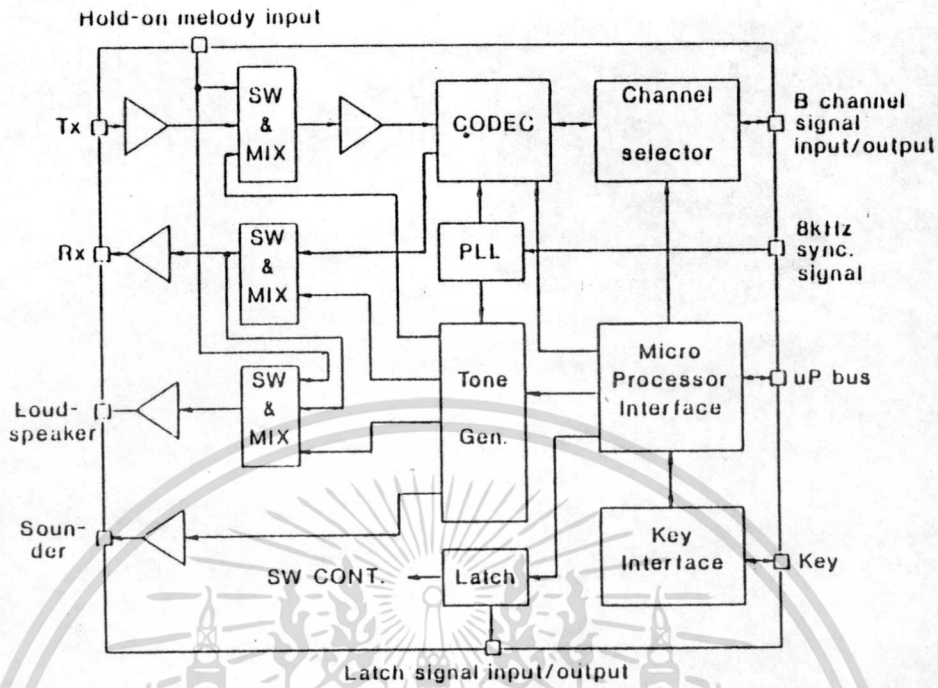 Hold-on melody input
Tx
SW
&
MIX
CODEC
Channel
selector
B channel
signal
input/output
Rx
SW
&
MIX
PLL
8kHz
sync.
signal
Loud-
speaker
SW
&
MIX
Tone
Gen.
Micro
Processor
Interface
uP bus
Soun-
der
SW CONT.
Latch
Key
Interface
Key
Latch signal input/output